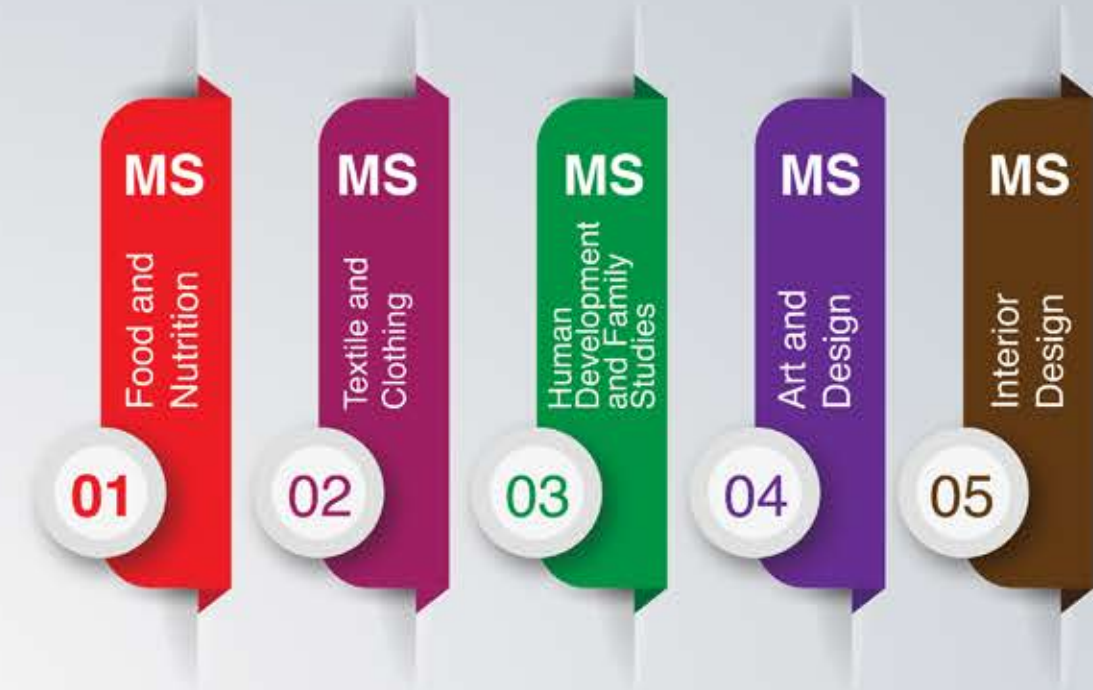 MS
Food and
Nutrition
01
MS
Textile and
Clothing
02
MS
Human
Development
and Family
Studies
03
MS
Art and
Design
04
MS
Interior
Design
05